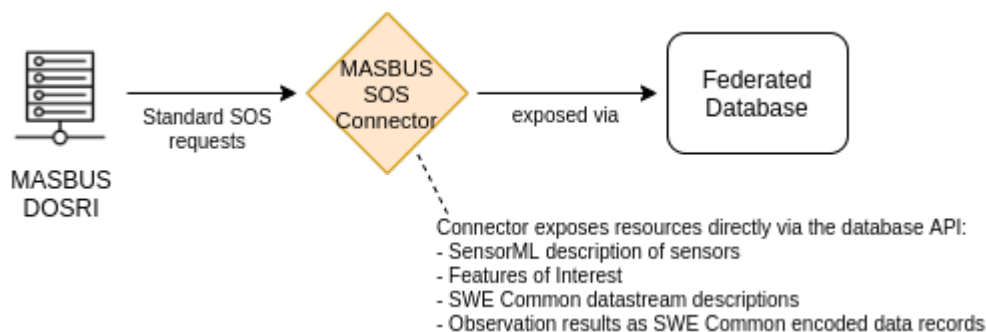 MASBUS
DOSRI
Standard SOS
requests
MASBUS
SOS
Connector
exposed via
Federated
Database
Connector exposes resources directly via the database API:
- SensorML description of sensors
- Features of Interest
- SWE Common datastream descriptions
- Observation results as SWE Common encoded data records